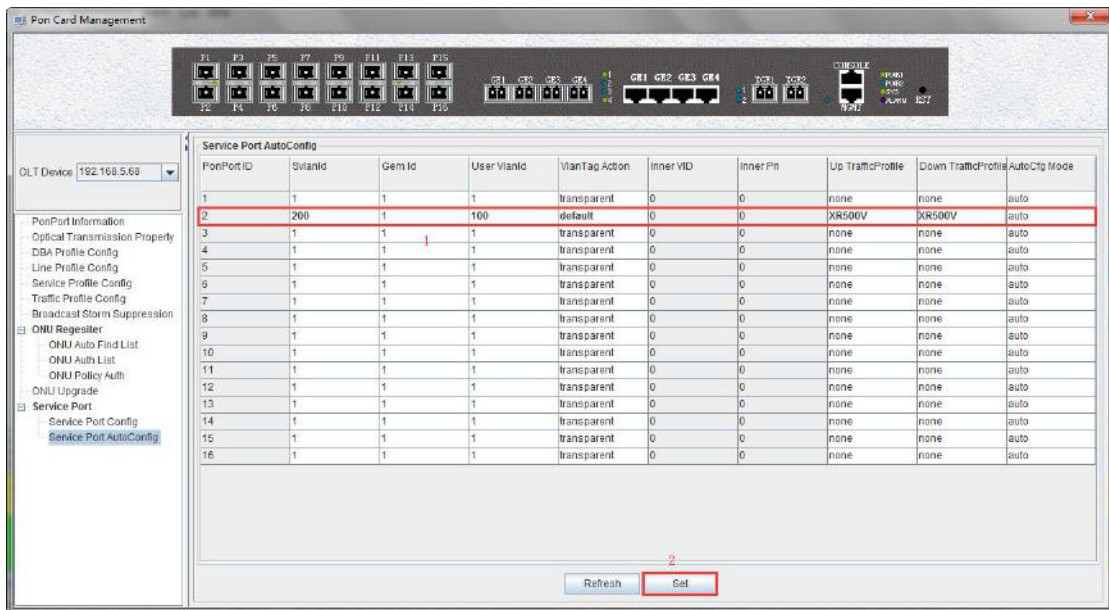 Pon Card Management
P1 P3 P5 P7 P9 P11 P13 P15
GE1 GE2 GE3 GE4 GE1 GE2 GE3 GE4 XGE1 XGE2 CONSOLE
P2 P4 P6 P8 P10 P12 P14 P16 MGMT RST
OLT Device 192.168.5.68
PonPort Information
Optical Transmission Property
DBA Profile Config
Line Profile Config
Service Profile Config
Traffic Profile Config
Broadcast Storm Suppression
ONU Regesiter
ONU Auto Find List
ONU Auth List
ONU Policy Auth
ONU Upgrade
Service Port
Service Port Config
Service Port AutoConfig
Service Port AutoConfig
PonPort ID SvlanId Gem Id User VlanId VlanTag Action Inner VID Inner Pri Up TrafficProfile Down TrafficProfile AutoCfg Mode
1 1 1 1 transparent 0 0 none none auto
2 200 1 100 default 0 0 XR500V XR500V auto
3 1 1 1 transparent 0 0 none none auto
1
4 1 1 1 transparent 0 0 none none auto
5 1 1 1 transparent 0 0 none none auto
6 1 1 1 transparent 0 0 none none auto
7 1 1 1 transparent 0 0 none none auto
8 1 1 1 transparent 0 0 none none auto
9 1 1 1 transparent 0 0 none none auto
10 1 1 1 transparent 0 0 none none auto
11 1 1 1 transparent 0 0 none none auto
12 1 1 1 transparent 0 0 none none auto
13 1 1 1 transparent 0 0 none none auto
14 1 1 1 transparent 0 0 none none auto
15 1 1 1 transparent 0 0 none none auto
16 1 1 1 transparent 0 0 none none auto
2
Refresh Set